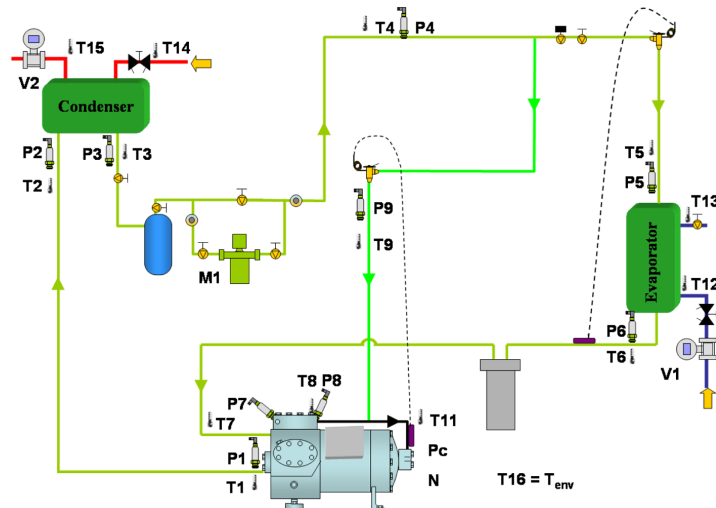 T15
T14
T4 P4
V2
Condenser
P2
P3
T3
T2
T5
P5
P9
T9
T13
Evaporator
M1
T12
P6
T6
V1
T8 P8
P7
T7
T11
P1
Pc
T1
N
T16 = Tenv